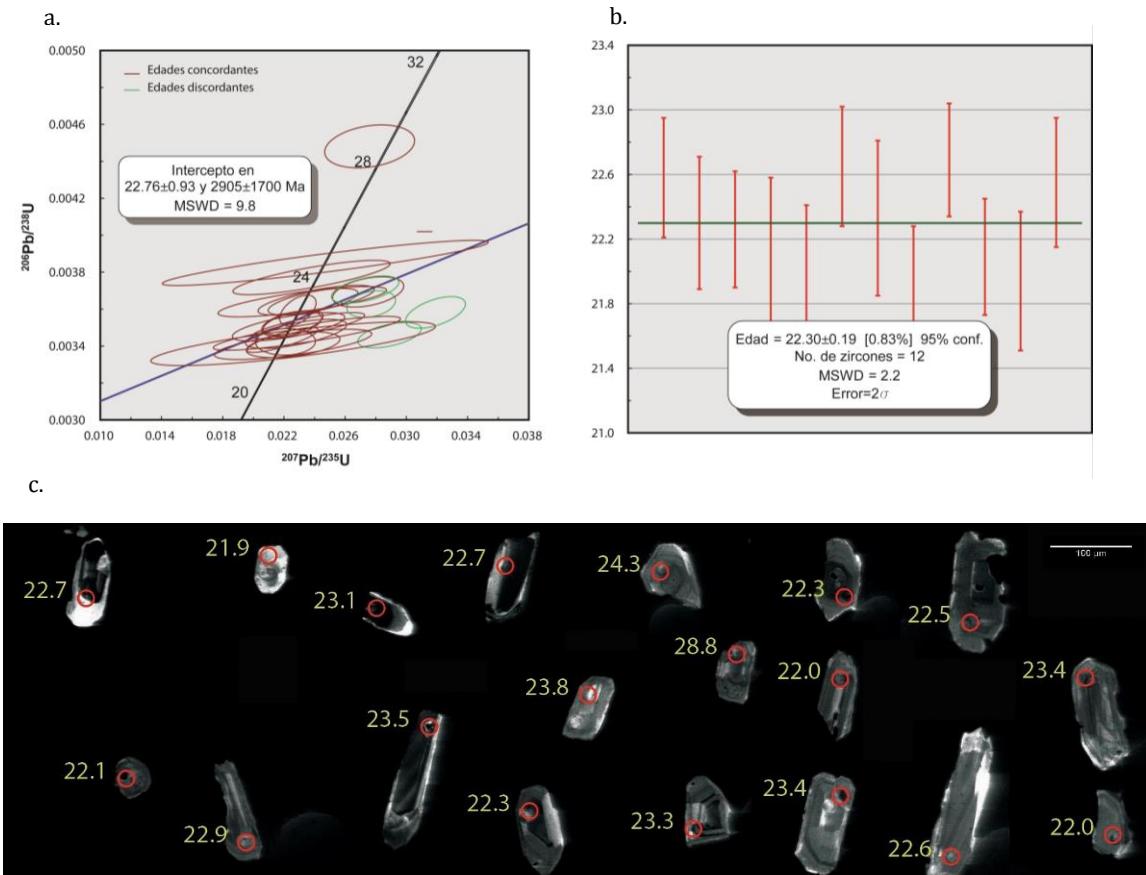 a.
0.0050
0.0046
0.0042
0.0038
0.0034
0.0030
206Pb/238U
Edades concordantes
Edades discordantes
Intercepto en
22.76±0.93 y 2905±1700 Ma
MSWD = 9.8
32
28
24
20
0.010 0.014 0.018 0.022 0.026 0.030 0.034 0.038
207Pb/235U
b.
23.4
23.0
22.6
22.2
21.8
21.4
21.0
Edad = 22.30±0.19 [0.83%] 95% conf.
No. de zircones = 12
MSWD = 2.2
Error=2σ
c.
100 µm
22.7
21.9
23.1
22.7
24.3
22.3
22.5
23.8
28.8
22.0
23.4
22.1
22.9
23.5
22.3
23.3
23.4
22.6
22.0